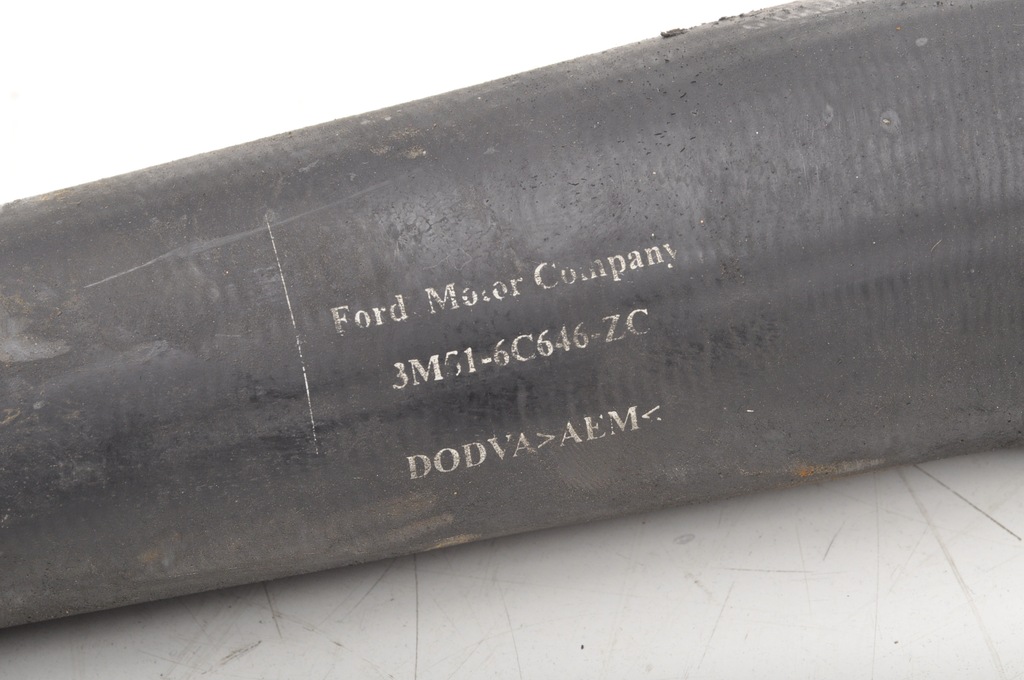 Ford Motor Company
3M51-6C646-ZC
DODVA>AEM<